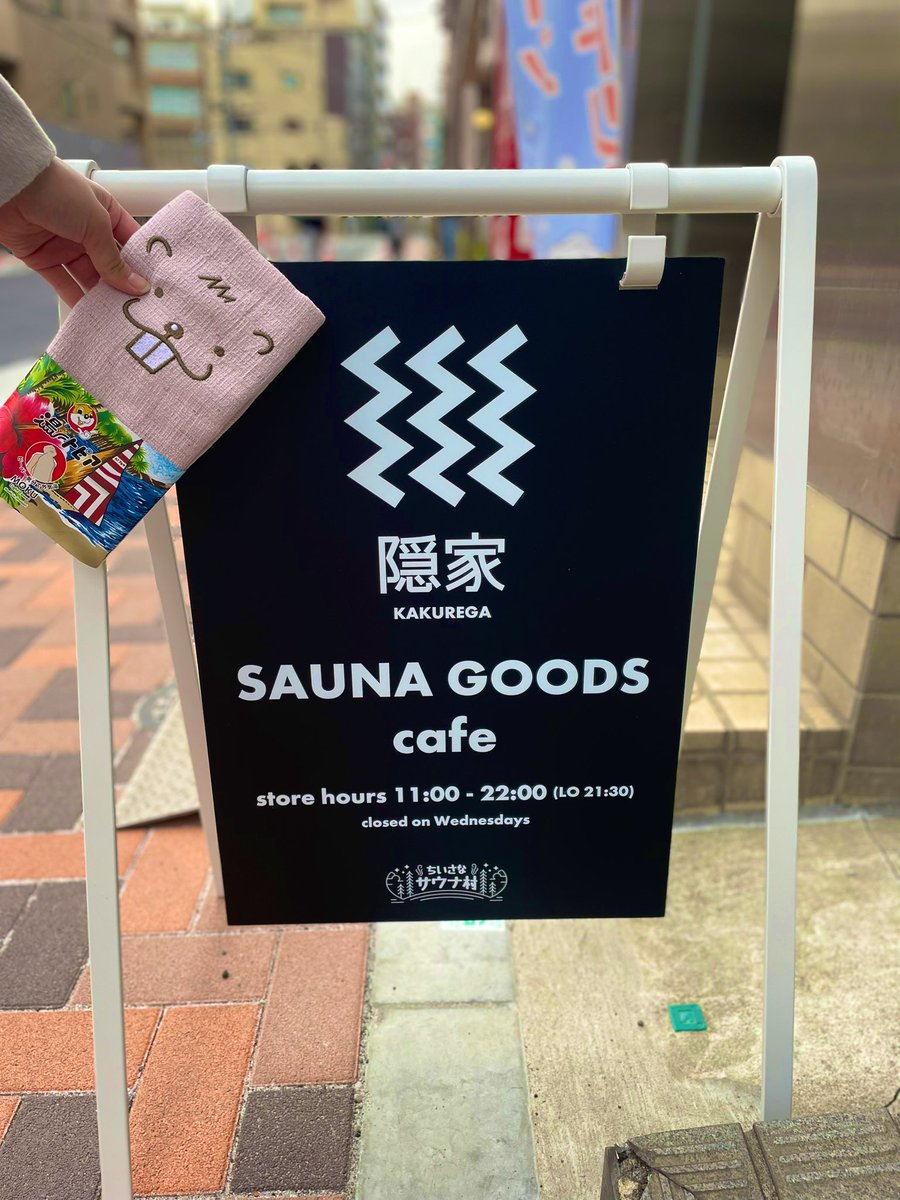 隠家
KAKUREGA
SAUNA GOODS
cafe
store hours 11:00 - 22:00 (LO 21:30)
closed on Wednesdays
ちいさな
サウナ村
MOKU